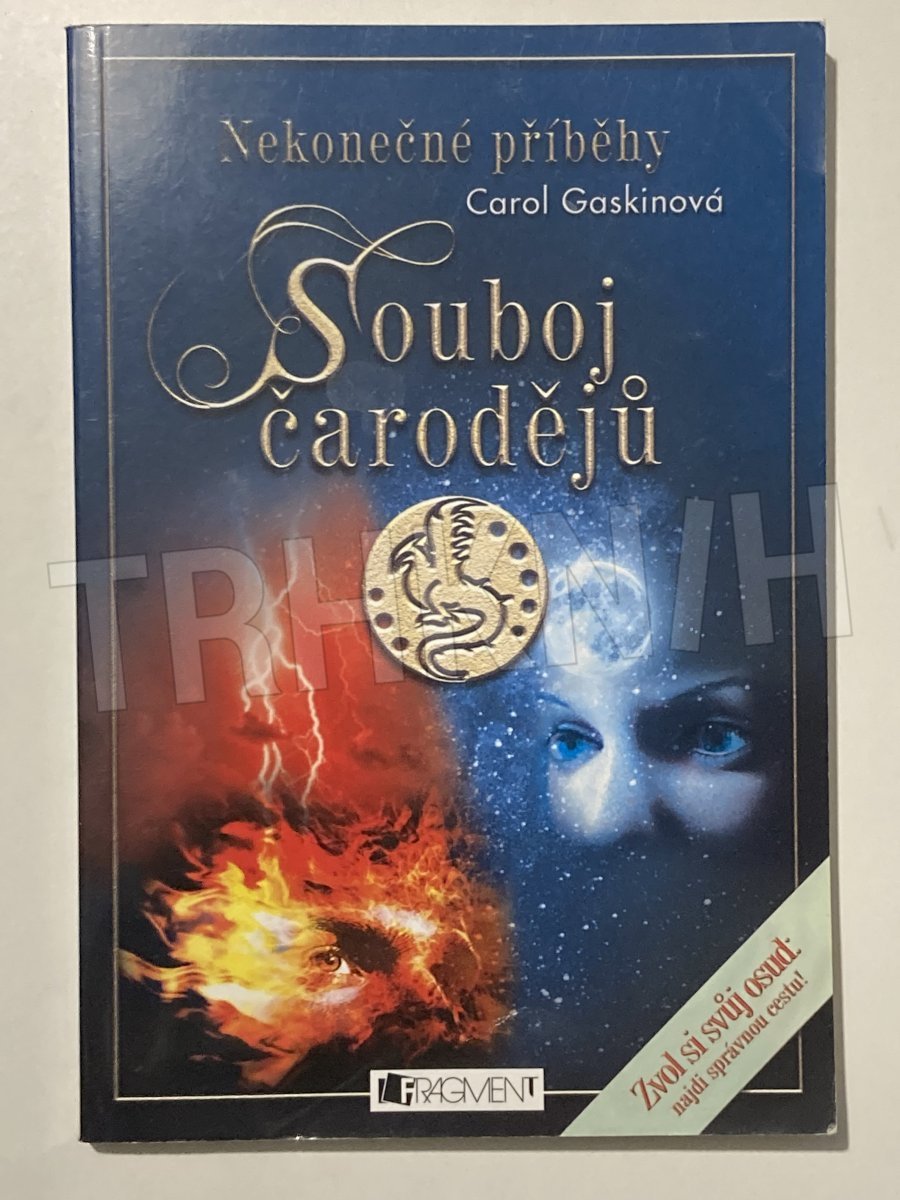 Nekonečné příběhy
Carol Gaskinová
Souboj
čarodějů
TRHKNIH
Zvol si svůj osud:
najdi správnou cestu!
FRAGMENT